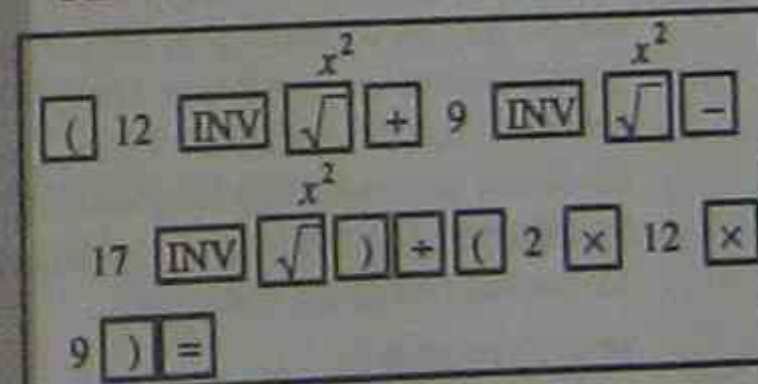 x² x²
( 12 INV √ + 9 INV √ −
x²
17 INV √ ) ÷ ( 2 × 12 ×
9 ) =